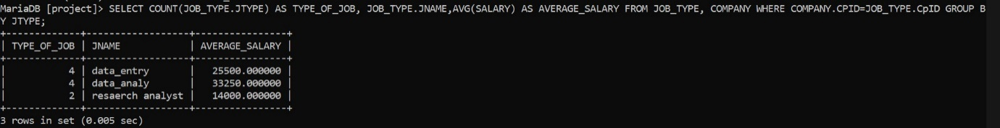 MariaDB [project]> SELECT COUNT(JOB_TYPE.JTYPE) AS TYPE_OF_JOB, JOB_TYPE.JNAME,AVG(SALARY) AS AVERAGE_SALARY FROM JOB_TYPE, COMPANY WHERE COMPANY.CPID=JOB_TYPE.CpID GROUP B
Y JTYPE;
+-------------+------------------+----------------+
| TYPE_OF_JOB | JNAME            | AVERAGE_SALARY |
+-------------+------------------+----------------+
|           4 | data_entry       |   25500.000000 |
|           4 | data_analy       |   33250.000000 |
|           2 | resaerch analyst |   14000.000000 |
+-------------+------------------+----------------+
3 rows in set (0.005 sec)